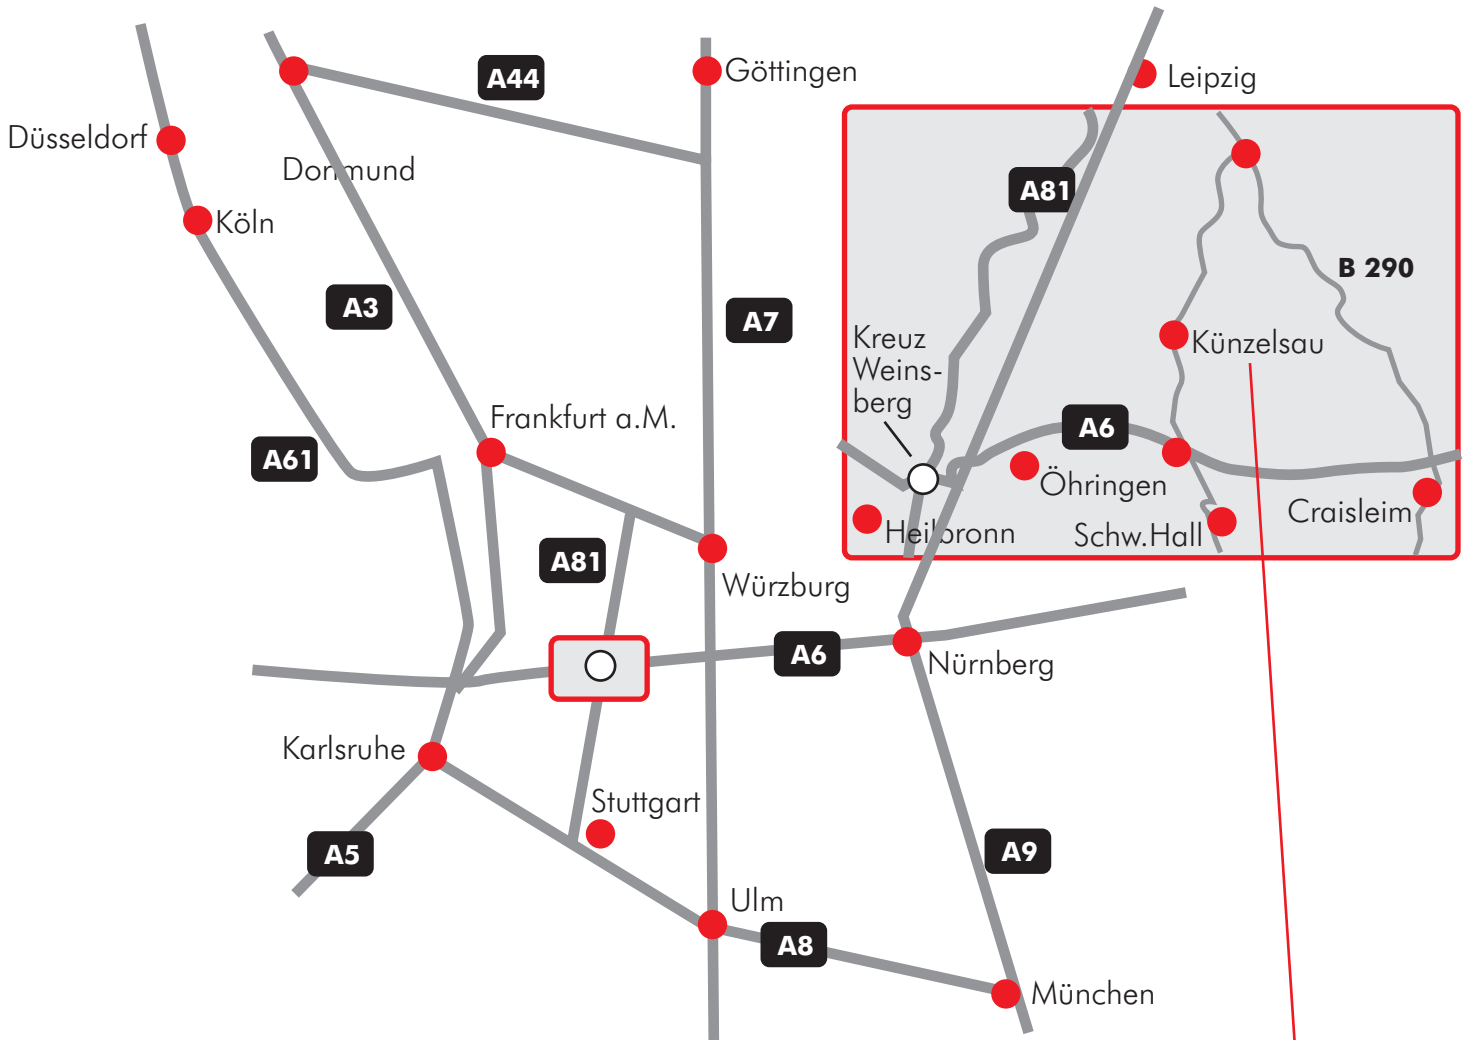 A44
Göttingen
Leipzig
Düsseldorf
Dortmund
A81
Köln
B 290
A3
A7
Kreuz
Weins-
berg
Künzelsau
Frankfurt a.M.
A6
A61
Öhringen
Craisleim
Heilbronn
Schw.Hall
A81
Würzburg
A6
Nürnberg
Karlsruhe
Stuttgart
A5
A9
Ulm
A8
München